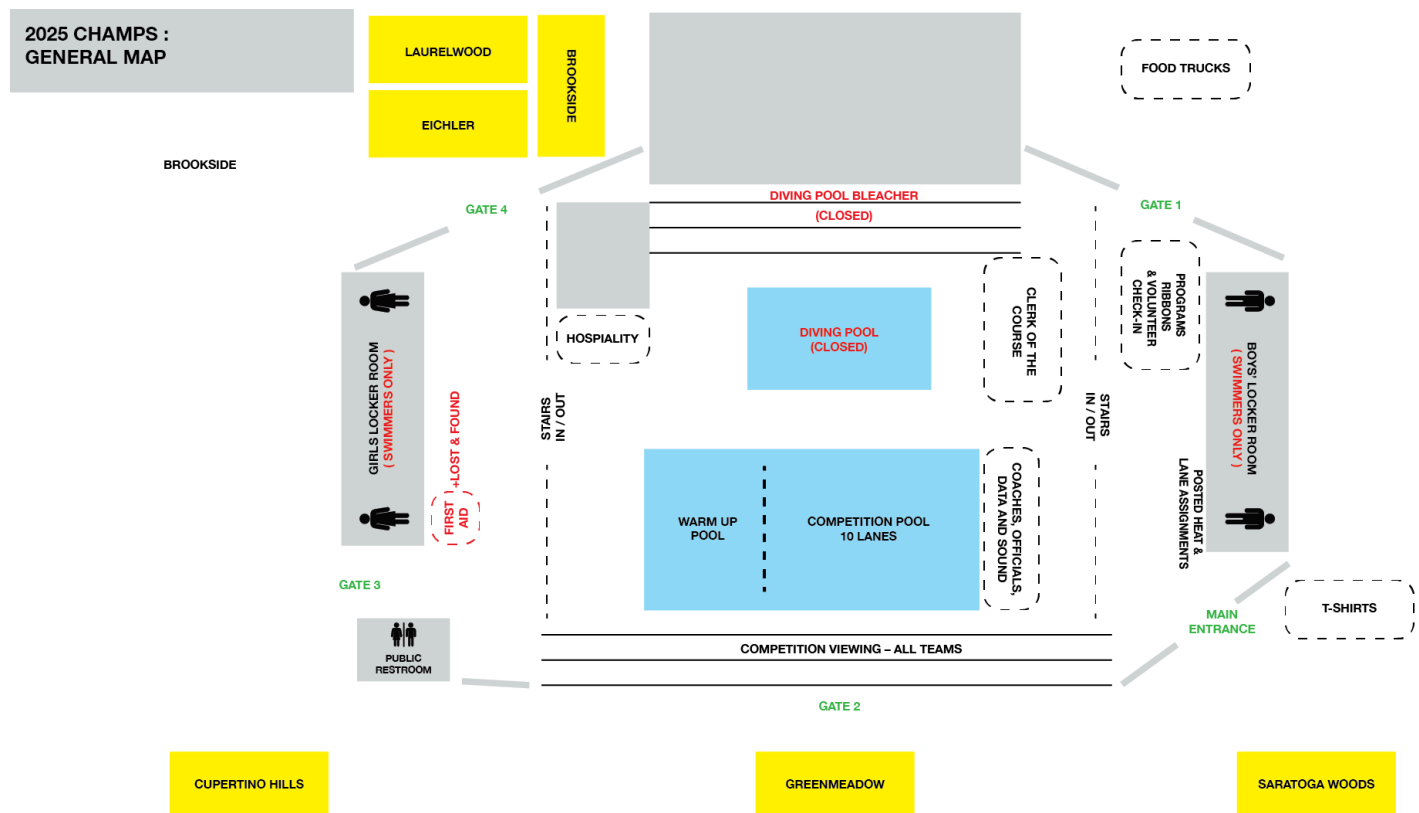 2025 CHAMPS :
GENERAL MAP
LAURELWOOD
EICHLER
BROOKSIDE
FOOD TRUCKS
BROOKSIDE
DIVING POOL BLEACHER
(CLOSED)
GATE 4
GATE 1
GIRLS LOCKER ROOM
( SWIMMERS ONLY )
+LOST & FOUND
FIRST
AID
HOSPIALITY
STAIRS
IN / OUT
DIVING POOL
(CLOSED)
CLERK OF THE
COURSE
STAIRS
IN / OUT
PROGRAMS
RIBBONS
& VOLUNTEER
CHECK-IN
BOYS' LOCKER ROOM
( SWIMMERS ONLY )
POSTED HEAT &
LANE ASSIGNMENTS
WARM UP
POOL
COMPETITION POOL
10 LANES
COACHES, OFFICIALS,
DATA AND SOUND
GATE 3
PUBLIC
RESTROOM
MAIN
ENTRANCE
T-SHIRTS
COMPETITION VIEWING – ALL TEAMS
GATE 2
CUPERTINO HILLS
GREENMEADOW
SARATOGA WOODS